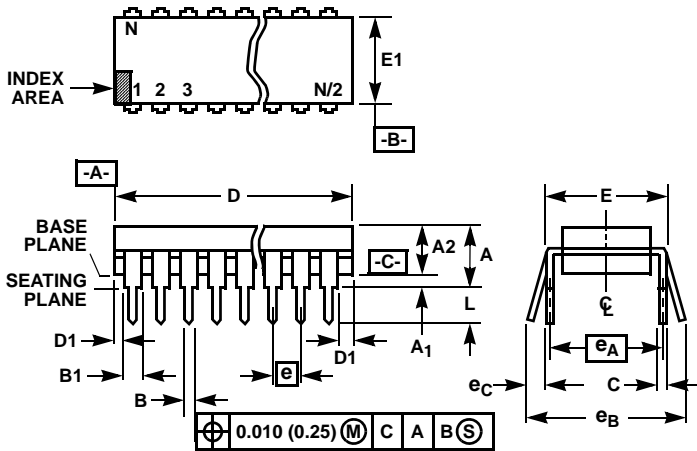 N
INDEX
AREA
1 2 3 N/2
E1
-B-
-A-
D
E
BASE
PLANE
A2
A
-C-
SEATING
PLANE
L
C
L
D1
A1
D1
eA
B1
e
eC
C
B
eB
0.010 (0.25) M C A B S